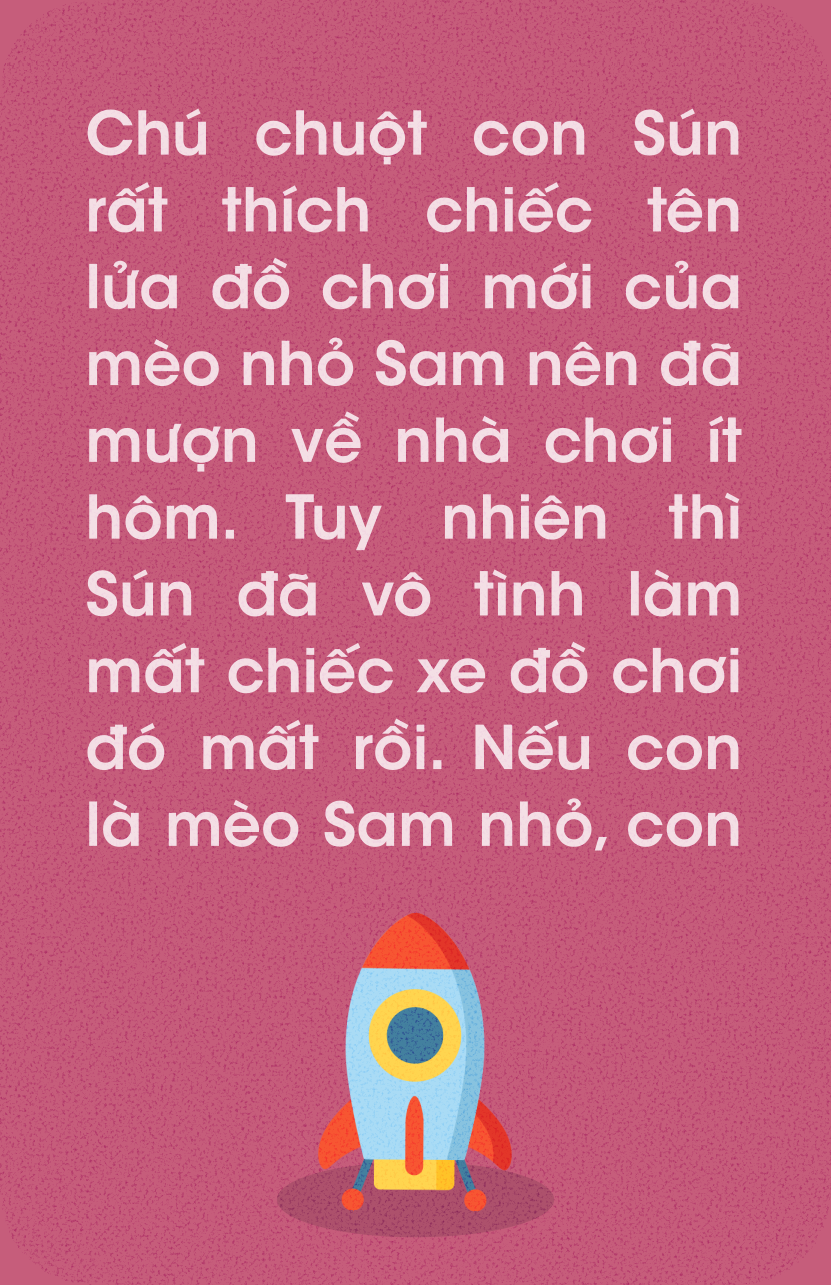 Chú chuột con Sún
rất thích chiếc tên
lửa đồ chơi mới của
mèo nhỏ Sam nên đã
mượn về nhà chơi ít
hôm. Tuy nhiên thì
Sún đã vô tình làm
mất chiếc xe đồ chơi
đó mất rồi. Nếu con
là mèo Sam nhỏ, con